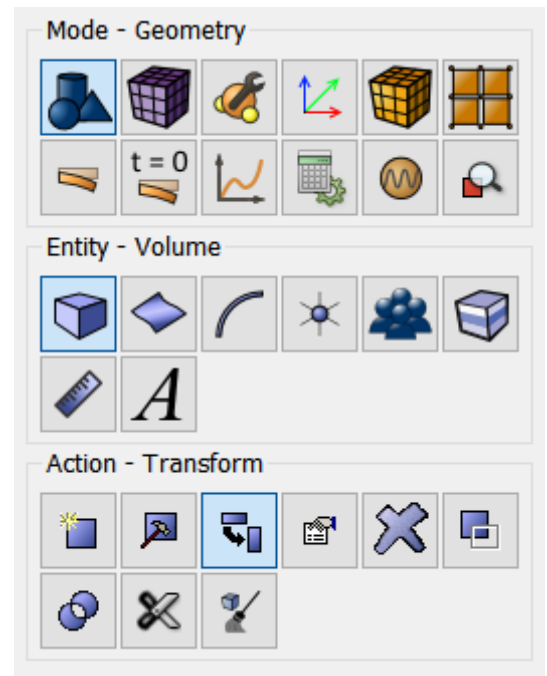 Mode - Geometry
t = 0
Entity - Volume
A
Action - Transform